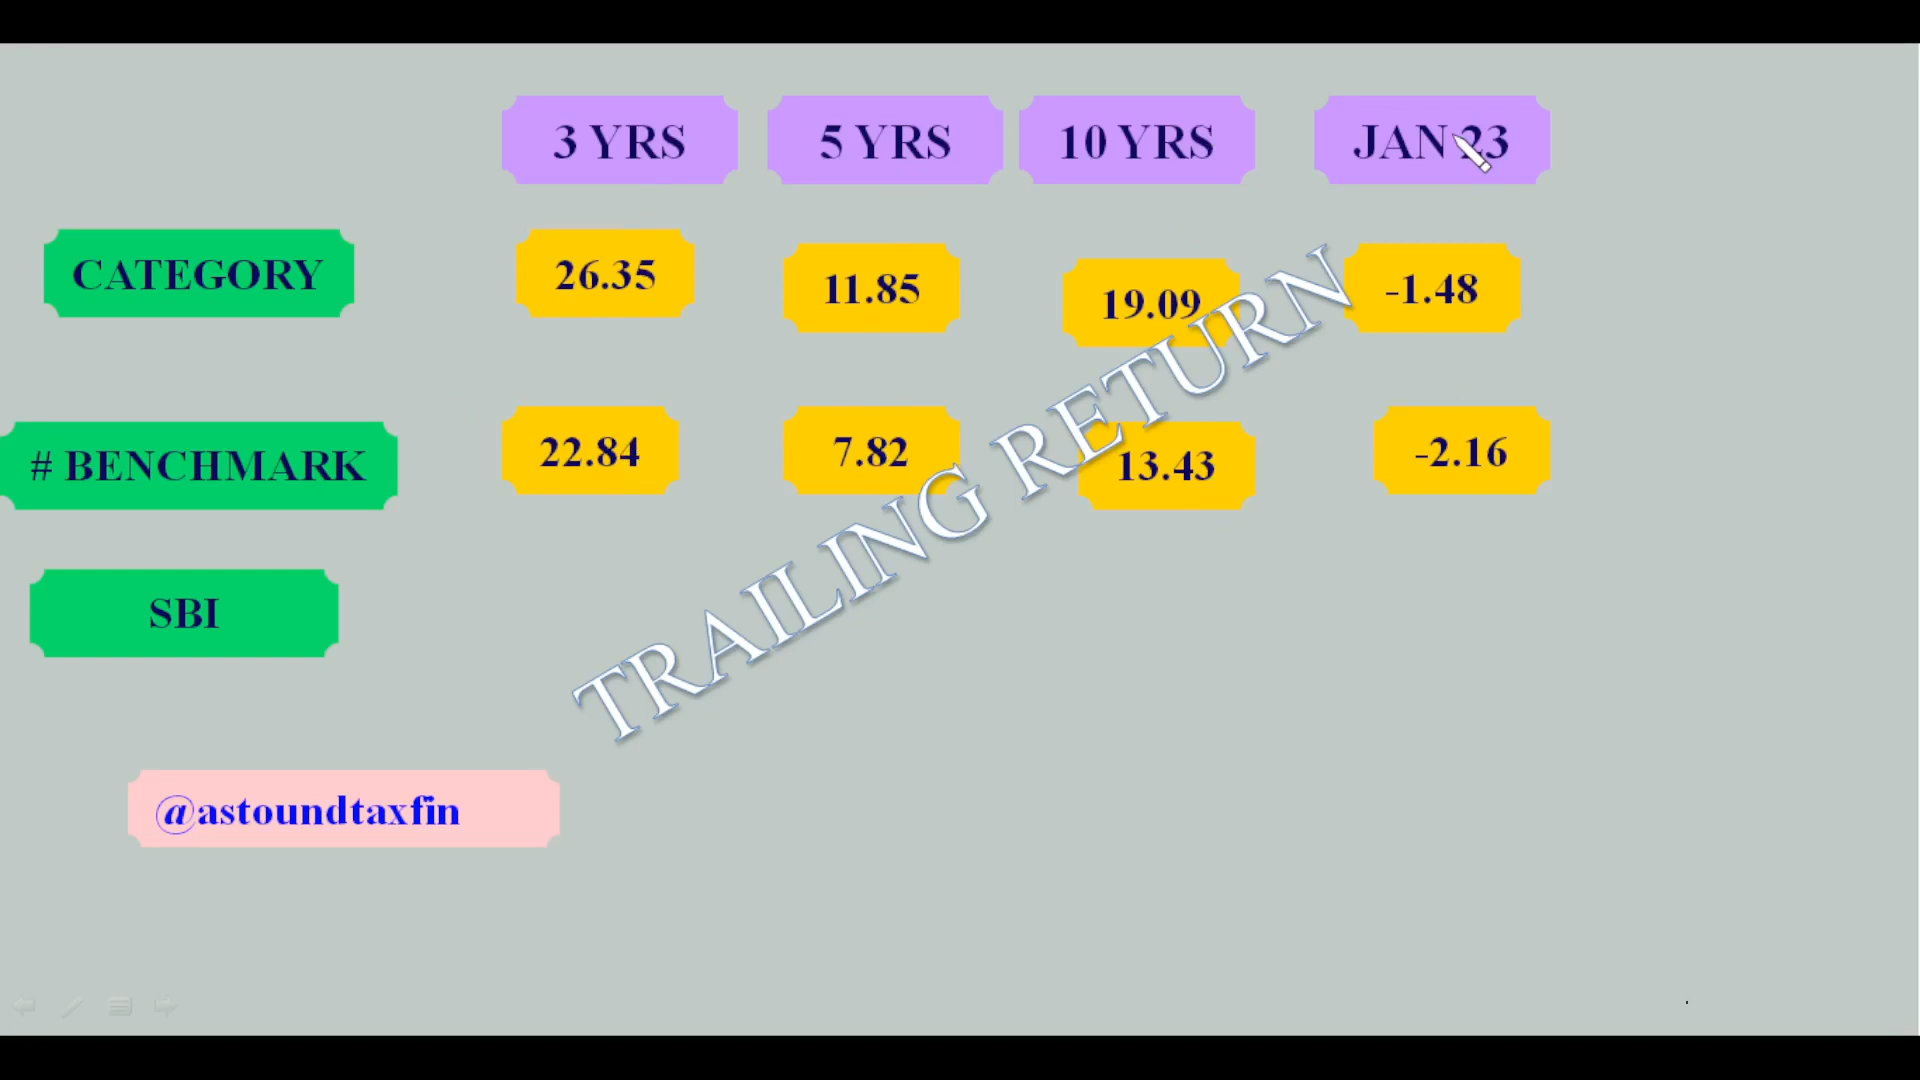 3 YRS 5 YRS 10 YRS JAN 23
CATEGORY 26.35 11.85 19.09 -1.48
# BENCHMARK 22.84 7.82 13.43 -2.16
TRAILING RETURN
SBI
@astoundtaxfin